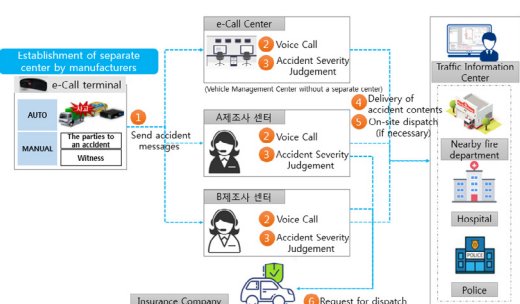 Establishment of separate
center by manufacturers
e-Call terminal
AUTO
사고
MANUAL
The parties to
an accident
Witness
1
Send accident
messages
e-Call Center
2 Voice Call
3 Accident Severity
Judgement
(Vehicle Management Center without a separate center)
A제조사 센터
2 Voice Call
3 Accident Severity
Judgement
B제조사 센터
2 Voice Call
3 Accident Severity
Judgement
4 Delivery of
accident contents
5 On-site dispatch
(if necessary)
Traffic Information
Center
Nearby fire
department
Hospital
POLICE
Police
Insurance Company
6 Request for dispatch